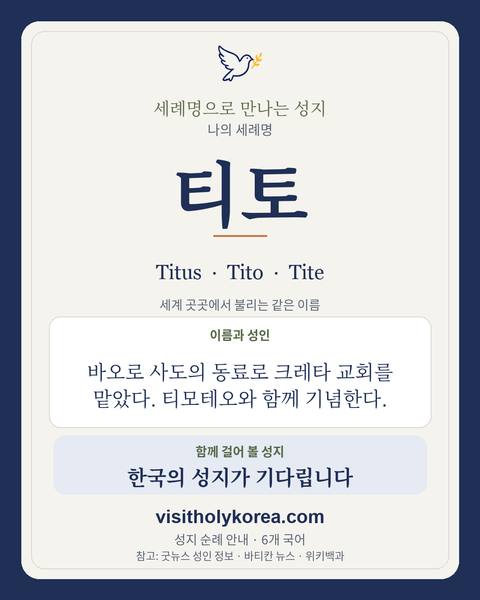 세례명으로 만나는 성지
나의 세례명
티토
Titus · Tito · Tite
세계 곳곳에서 불리는 같은 이름
이름과 성인
바오로 사도의 동료로 크레타 교회를
맡았다. 티모테오와 함께 기념한다.
함께 걸어 볼 성지
한국의 성지가 기다립니다
visitholykorea.com
성지 순례 안내 · 6개 국어
참고: 굿뉴스 성인 정보 · 바티칸 뉴스 · 위키백과